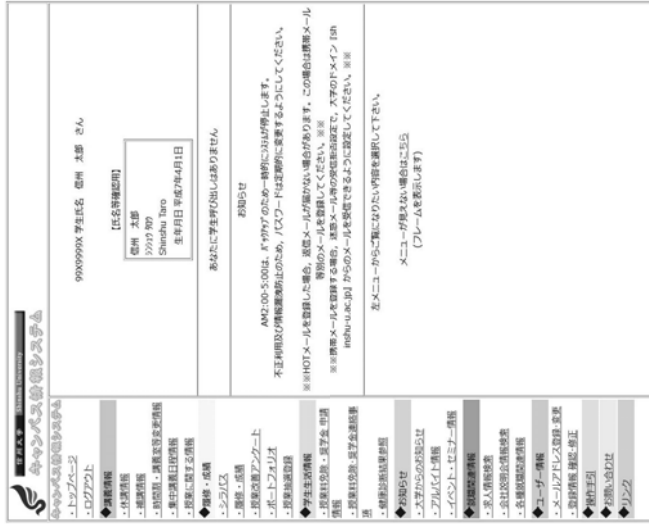 信州大学 Shinshu University
キャンパス情報システム
キャンパス情報システム
・トップページ
・ログアウト
◆講義情報
・休講情報
・補講情報
・時間割・講義室等変更情報
・集中講義日程情報
・授業に関する情報
◆履修・成績
・シラバス
・履修・成績
・授業改善アンケート
・ポートフォリオ
・授業抽選登録
◆学生生活情報
・授業料免除・奨学金 申請
情報
・授業料免除・奨学金連絡事
項
・健康診断結果参照
◆お知らせ
・大学からのお知らせ
・アルバイト情報
・イベント・セミナー情報
◆就職関連情報
・求人情報検索
・会社説明会情報検索
・各種就職関連情報
◆ユーザー情報
・メールアドレス登録・変更
・登録情報 確認・修正
◆操作手引
◆お問い合わせ
◆リンク
99X9999X 学生氏名 信州 太郎 さん
【氏名等確認用】
信州 太郎
シンシュウ タロウ
Shinshu Taro
生年月日 平成7年4月1日
あなたに学生呼び出しはありません
お知らせ
AM2:00-5:00は、バックアップのため一時的にシステムが停止します。
不正利用及び情報漏洩防止のため、パスワードは定期的に変更するようにしてください。
※※HOTメールを登録した場合、返信メールが届かない場合があります。この場合は携帯メール
等別のメールを登録してください。※※
※※携帯メールを登録する場合、迷惑メール等の受信拒否設定で、大学のドメイン『sh
inshu-u.ac.jp』からのメールを受信できるように設定してください。※※
左メニューからご覧になりたい内容を選択して下さい。
メニューが見えない場合はこちら
(フレームを表示します)